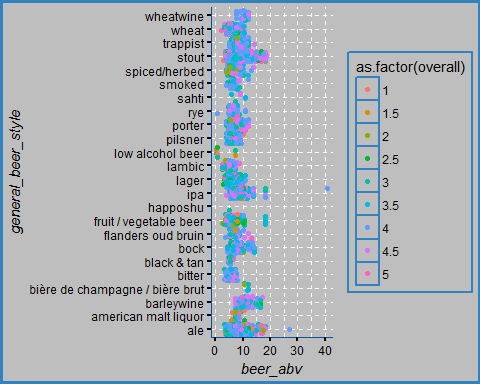 general_beer_style
wheatwine
wheat
trappist
stout
spiced/herbed
smoked
sahti
rye
porter
pilsner
low alcohol beer
lambic
lager
ipa
happoshu
fruit / vegetable beer
flanders oud bruin
bock
black & tan
bitter
bière de champagne / bière brut
barleywine
american malt liquor
ale
0 10 20 30 40
beer_abv
as.factor(overall)
1
1.5
2
2.5
3
3.5
4
4.5
5